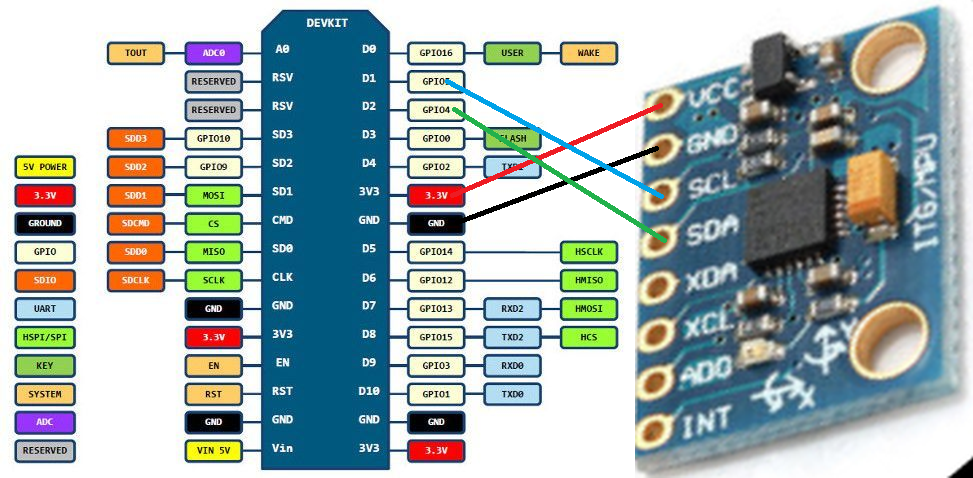 DEVKIT
TOUT ADC0 A0 D0 GPIO16 USER WAKE
RESERVED RSV D1 GPIO5
RESERVED RSV D2 GPIO4
SDD3 GPIO10 SD3 D3 GPIO0 FLASH
5V POWER SDD2 GPIO9 SD2 D4 GPIO2 TXD1
3.3V SDD1 MOSI SD1 3V3 3.3V
GROUND SDCMD CS CMD GND GND
GPIO SDD0 MISO SD0 D5 GPIO14 HSCLK
SDIO SDCLK SCLK CLK D6 GPIO12 HMISO
UART GND GND D7 GPIO13 RXD2 HMOSI
HSPI/SPI 3.3V 3V3 D8 GPIO15 TXD2 HCS
KEY EN EN D9 GPIO3 RXD0
SYSTEM RST RST D10 GPIO1 TXD0
ADC GND GND GND GND
RESERVED VIN 5V Vin 3V3 3.3V
VCC
GND
SCL
SDA
XDA
XCL
ADO
INT
ITG/MPU
Y
X